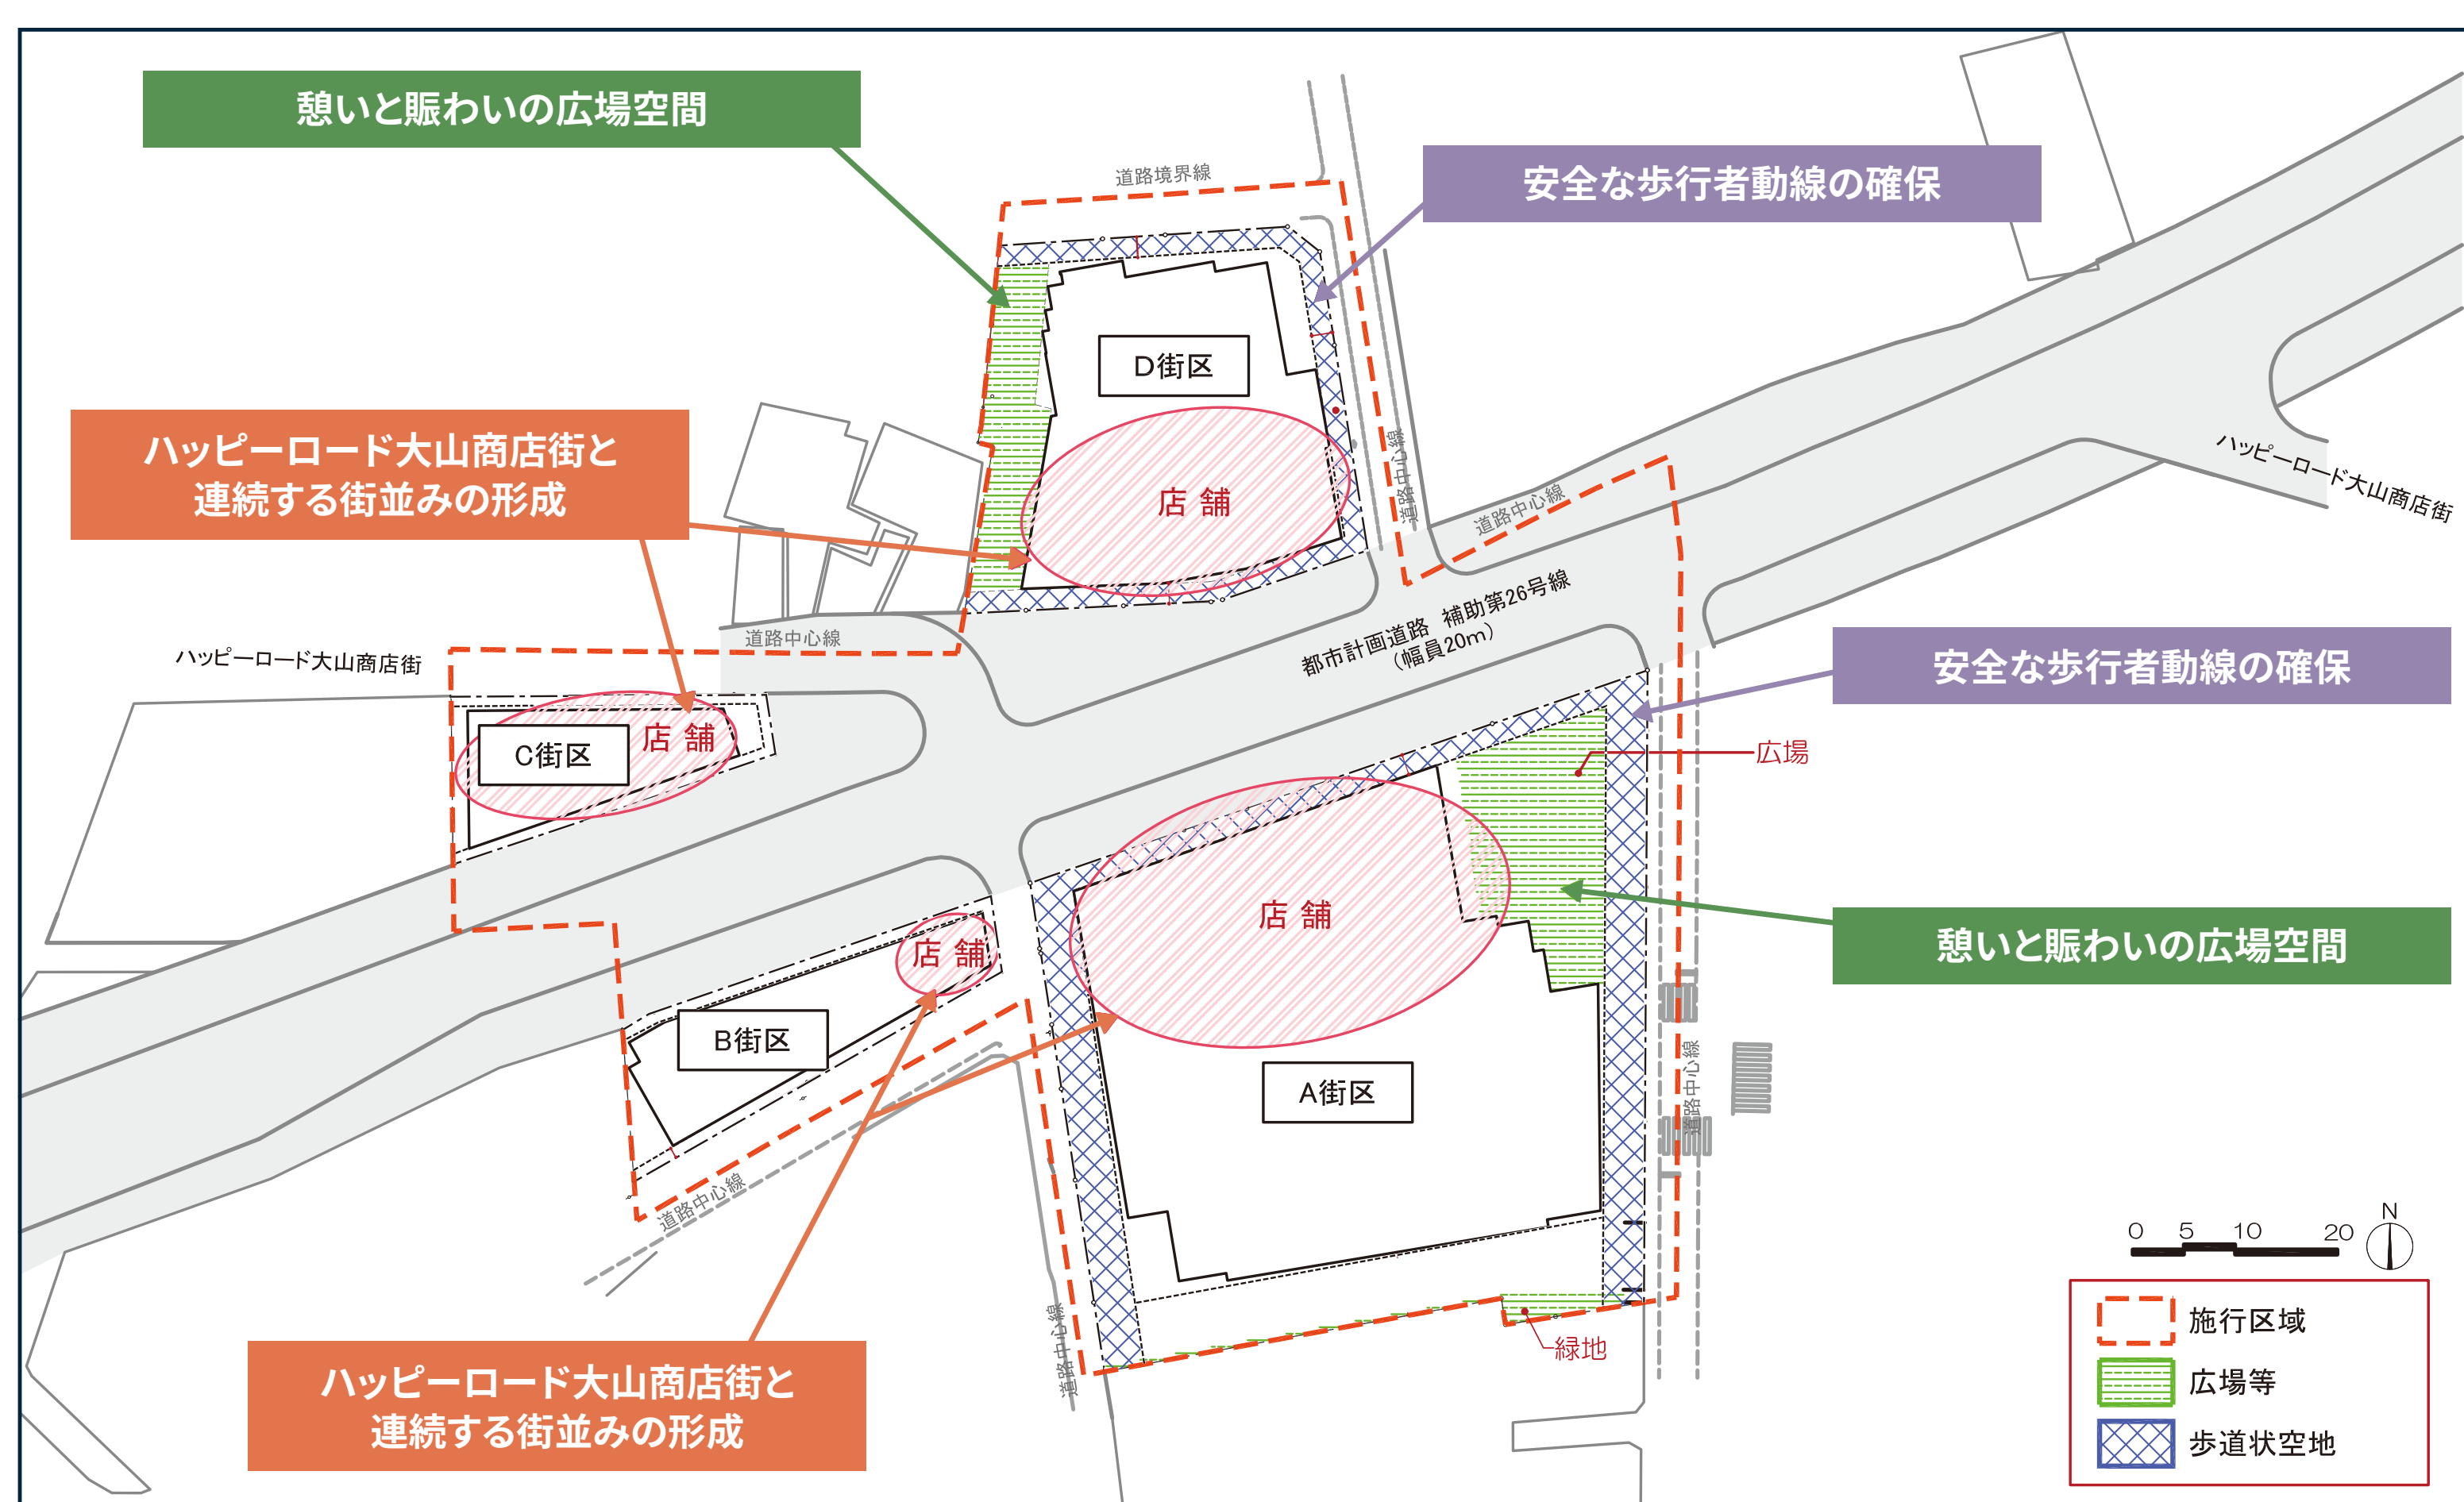 憩いと賑わいの広場空間
道路境界線
安全な歩行者動線の確保
D街区
ハッピーロード大山商店街と
連続する街並みの形成
店舗
道路中心線
道路中心線
ハッピーロード大山商店街
都市計画道路 補助第26号線
(幅員20m)
道路中心線
ハッピーロード大山商店街
安全な歩行者動線の確保
C街区
店舗
広場
店舗
店舗
憩いと賑わいの広場空間
B街区
A街区
道路中心線
道路中心線
道路中心線
緑地
ハッピーロード大山商店街と
連続する街並みの形成
0 5 10 20
N
施行区域
広場等
歩道状空地